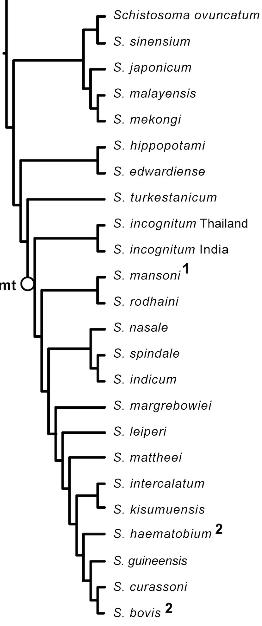 Schistosoma ovuncatum
S. sinensium
S. japonicum
S. malayensis
S. mekongi
S. hippopotami
S. edwardiense
S. turkestanicum
S. incognitum Thailand
S. incognitum India
mt
S. mansoni 1
S. rodhaini
S. nasale
S. spindale
S. indicum
S. margrebowiei
S. leiperi
S. mattheei
S. intercalatum
S. kisumuensis
S. haematobium 2
S. guineensis
S. curassoni
S. bovis 2